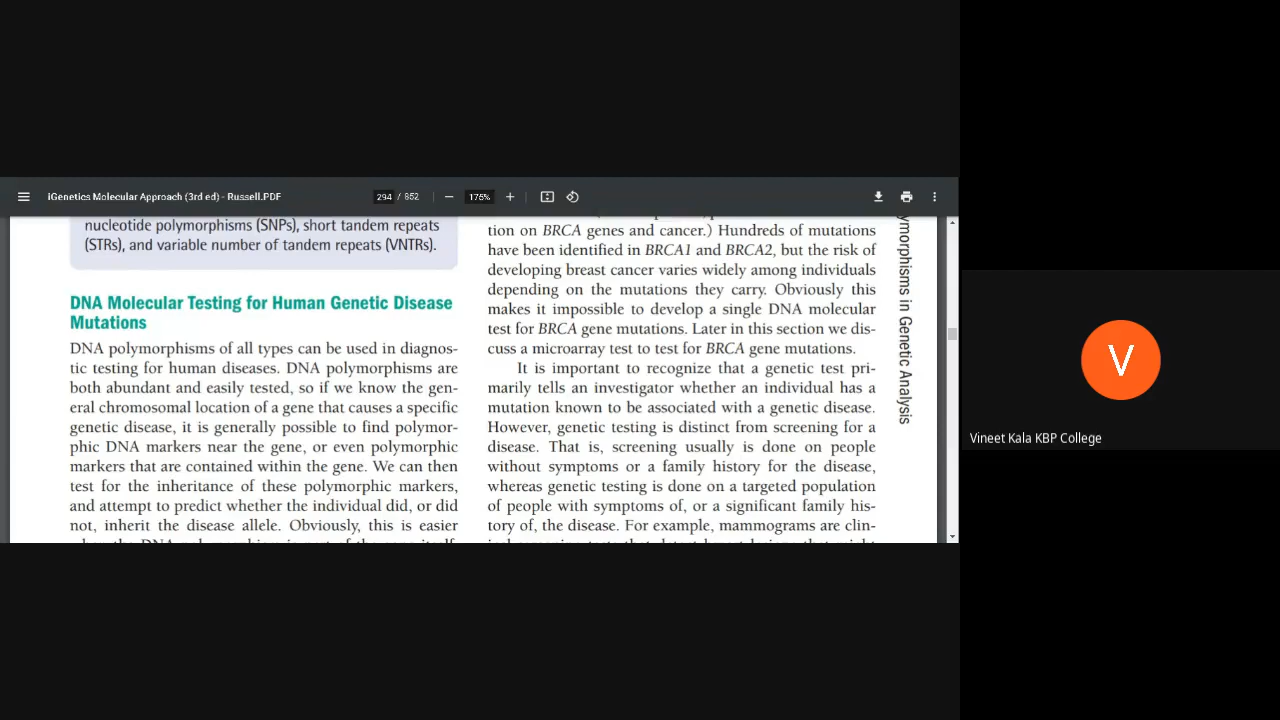 iGenetics Molecular Approach (3rd ed) - Russell.PDF
294 / 852
175%
nucleotide polymorphisms (SNPs), short tandem repeats
(STRs), and variable number of tandem repeats (VNTRs).
DNA Molecular Testing for Human Genetic Disease
Mutations
DNA polymorphisms of all types can be used in diagnos-
tic testing for human diseases. DNA polymorphisms are
both abundant and easily tested, so if we know the gen-
eral chromosomal location of a gene that causes a specific
genetic disease, it is generally possible to find polymor-
phic DNA markers near the gene, or even polymorphic
markers that are contained within the gene. We can then
test for the inheritance of these polymorphic markers,
and attempt to predict whether the individual did, or did
not, inherit the disease allele. Obviously, this is easier
tion on BRCA genes and cancer.) Hundreds of mutations
have been identified in BRCA1 and BRCA2, but the risk of
developing breast cancer varies widely among individuals
depending on the mutations they carry. Obviously this
makes it impossible to develop a single DNA molecular
test for BRCA gene mutations. Later in this section we dis-
cuss a microarray test to test for BRCA gene mutations.
It is important to recognize that a genetic test pri-
marily tells an investigator whether an individual has a
mutation known to be associated with a genetic disease.
However, genetic testing is distinct from screening for a
disease. That is, screening usually is done on people
without symptoms or a family history for the disease,
whereas genetic testing is done on a targeted population
of people with symptoms of, or a significant family his-
tory of, the disease. For example, mammograms are clin-
ymorphisms in Genetic Analysis
V
Vineet Kala KBP College